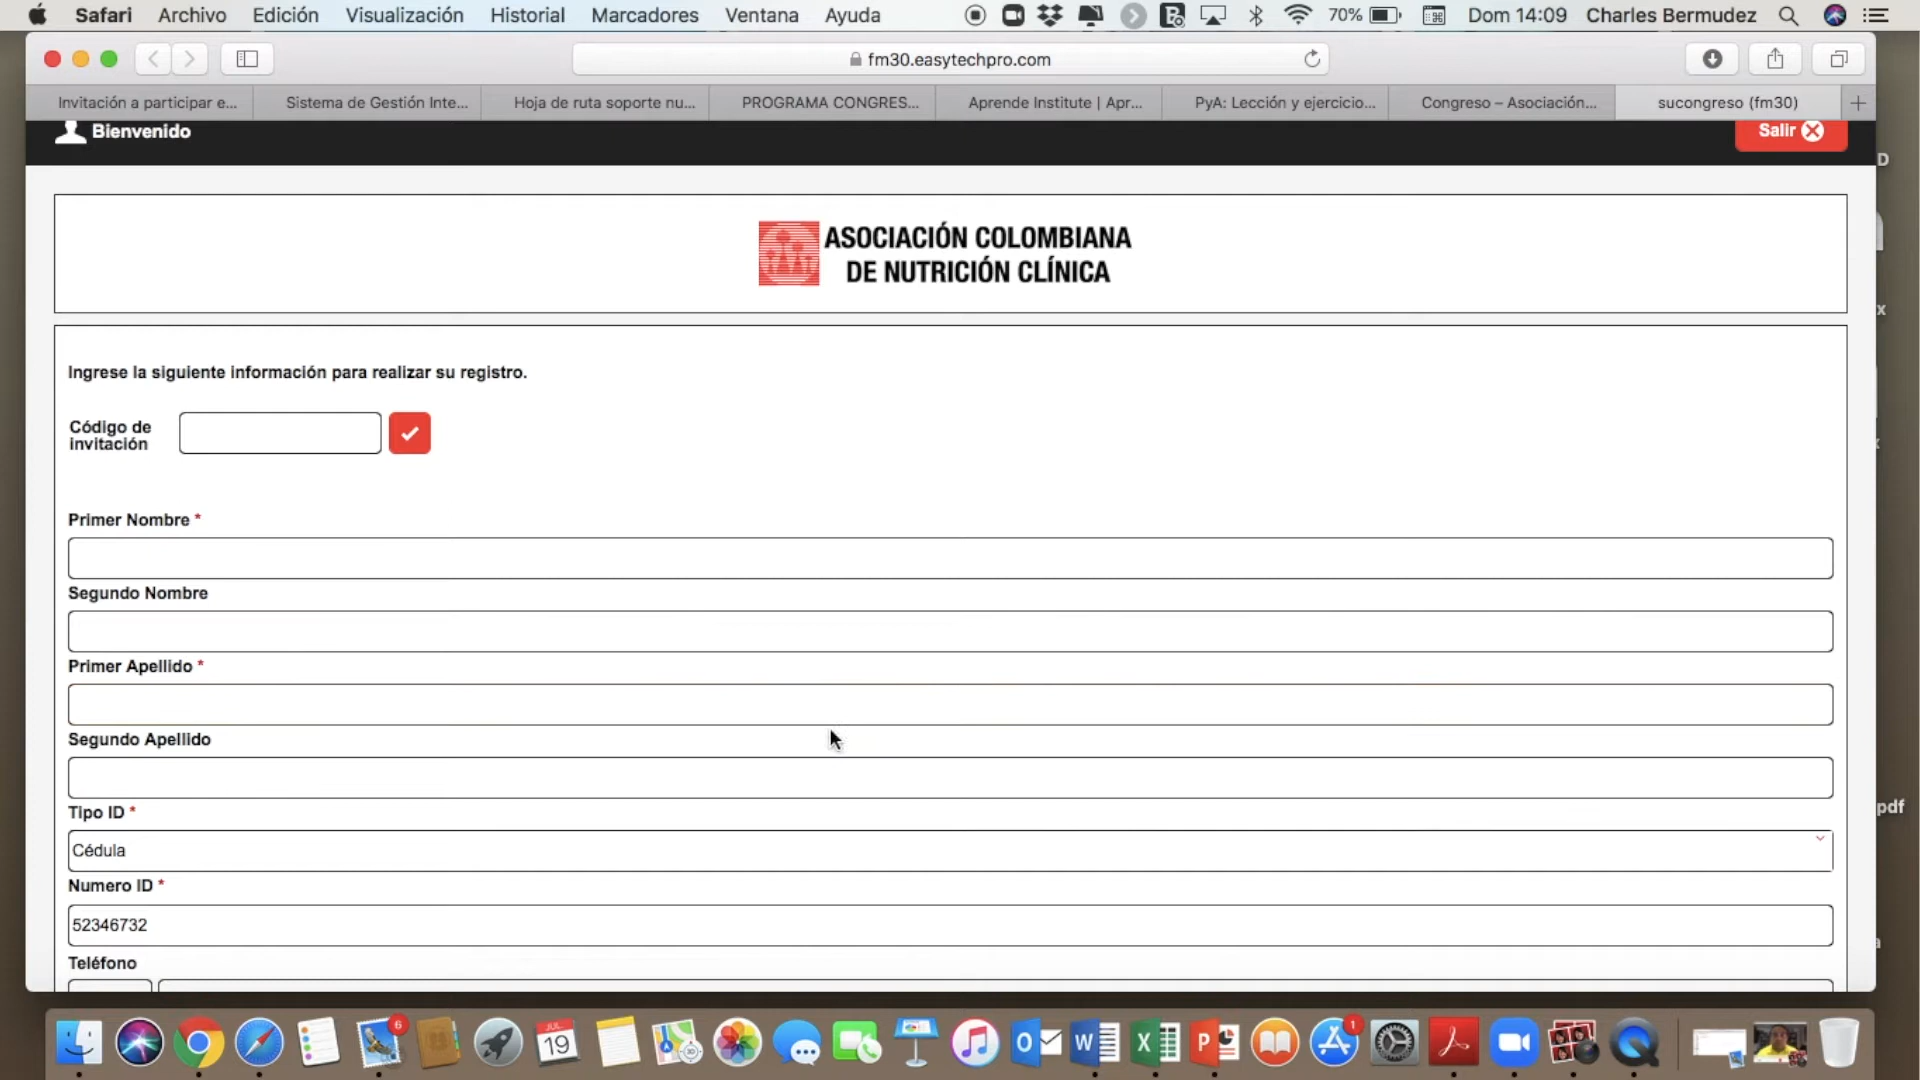 Safari Archivo Edición Visualización Historial Marcadores Ventana Ayuda 70% Dom 14:09 Charles Bermudez
fm30.easytechpro.com
Invitación a participar e... Sistema de Gestión Inte... Hoja de ruta soporte nu... PROGRAMA CONGRES... Aprende Institute | Apr... PyA: Lección y ejercicio... Congreso – Asociación... sucongreso (fm30)
Bienvenido Salir
D
ASOCIACIÓN COLOMBIANA
DE NUTRICIÓN CLÍNICA
x
Ingrese la siguiente información para realizar su registro.
Código de
invitación
Primer Nombre *
Segundo Nombre
Primer Apellido *
Segundo Apellido
Tipo ID *
pdf
Cédula
Numero ID *
52346732
Teléfono
6 JUL 19 O W X P 1